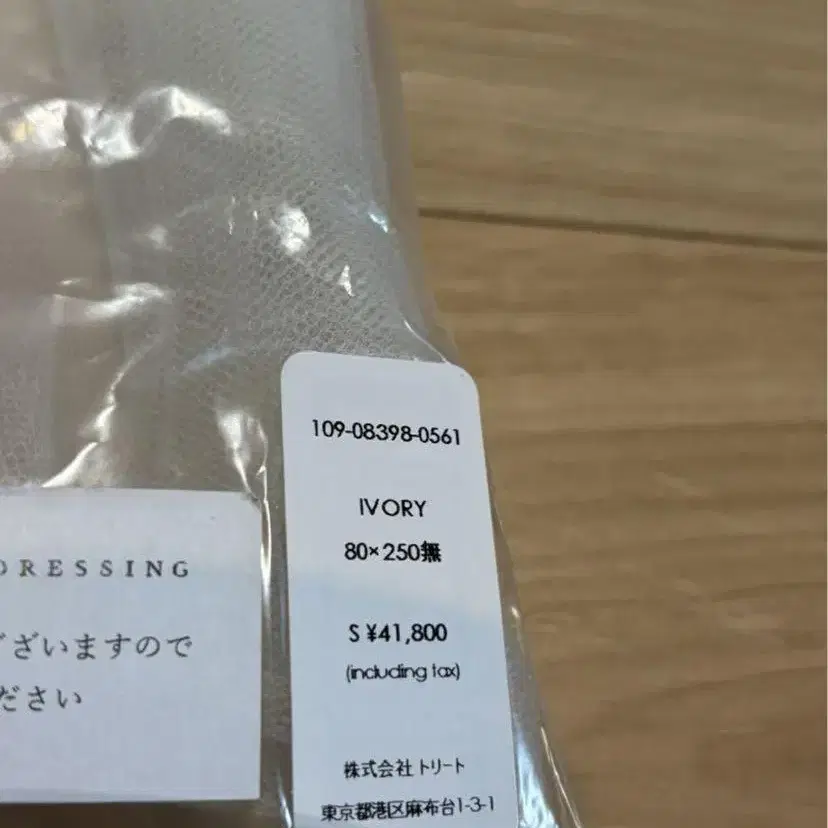 109-08398-0561
IVORY
80×250無
S ¥41,800
(including tax)
株式会社トリート
東京都港区麻布台1-3-1
DRESSING
ございますので
ださい